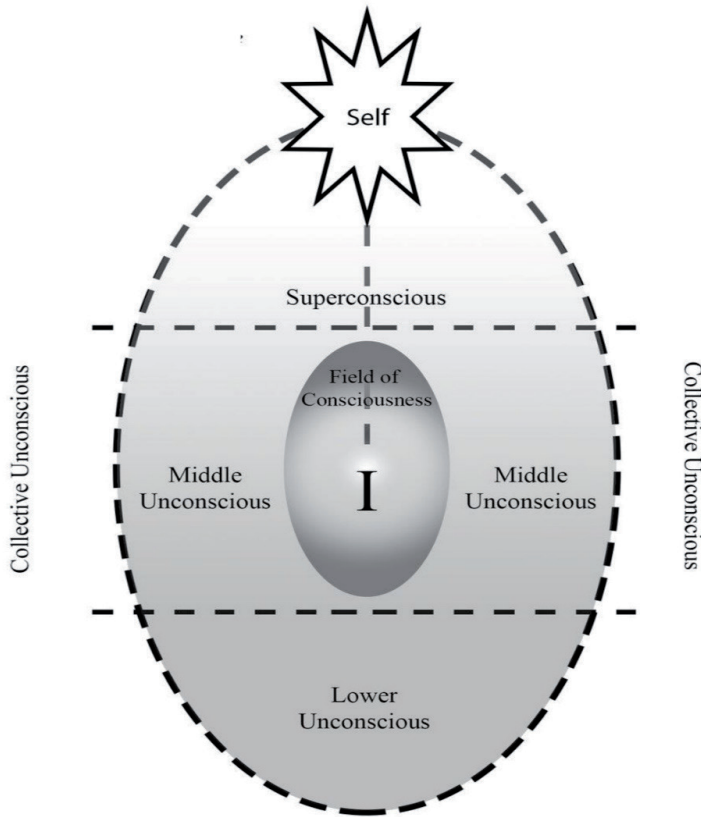 Self
Superconscious
Field of
Consciousness
Collective Unconscious
Middle
Unconscious
I
Middle
Unconscious
Collective Unconscious
Lower
Unconscious